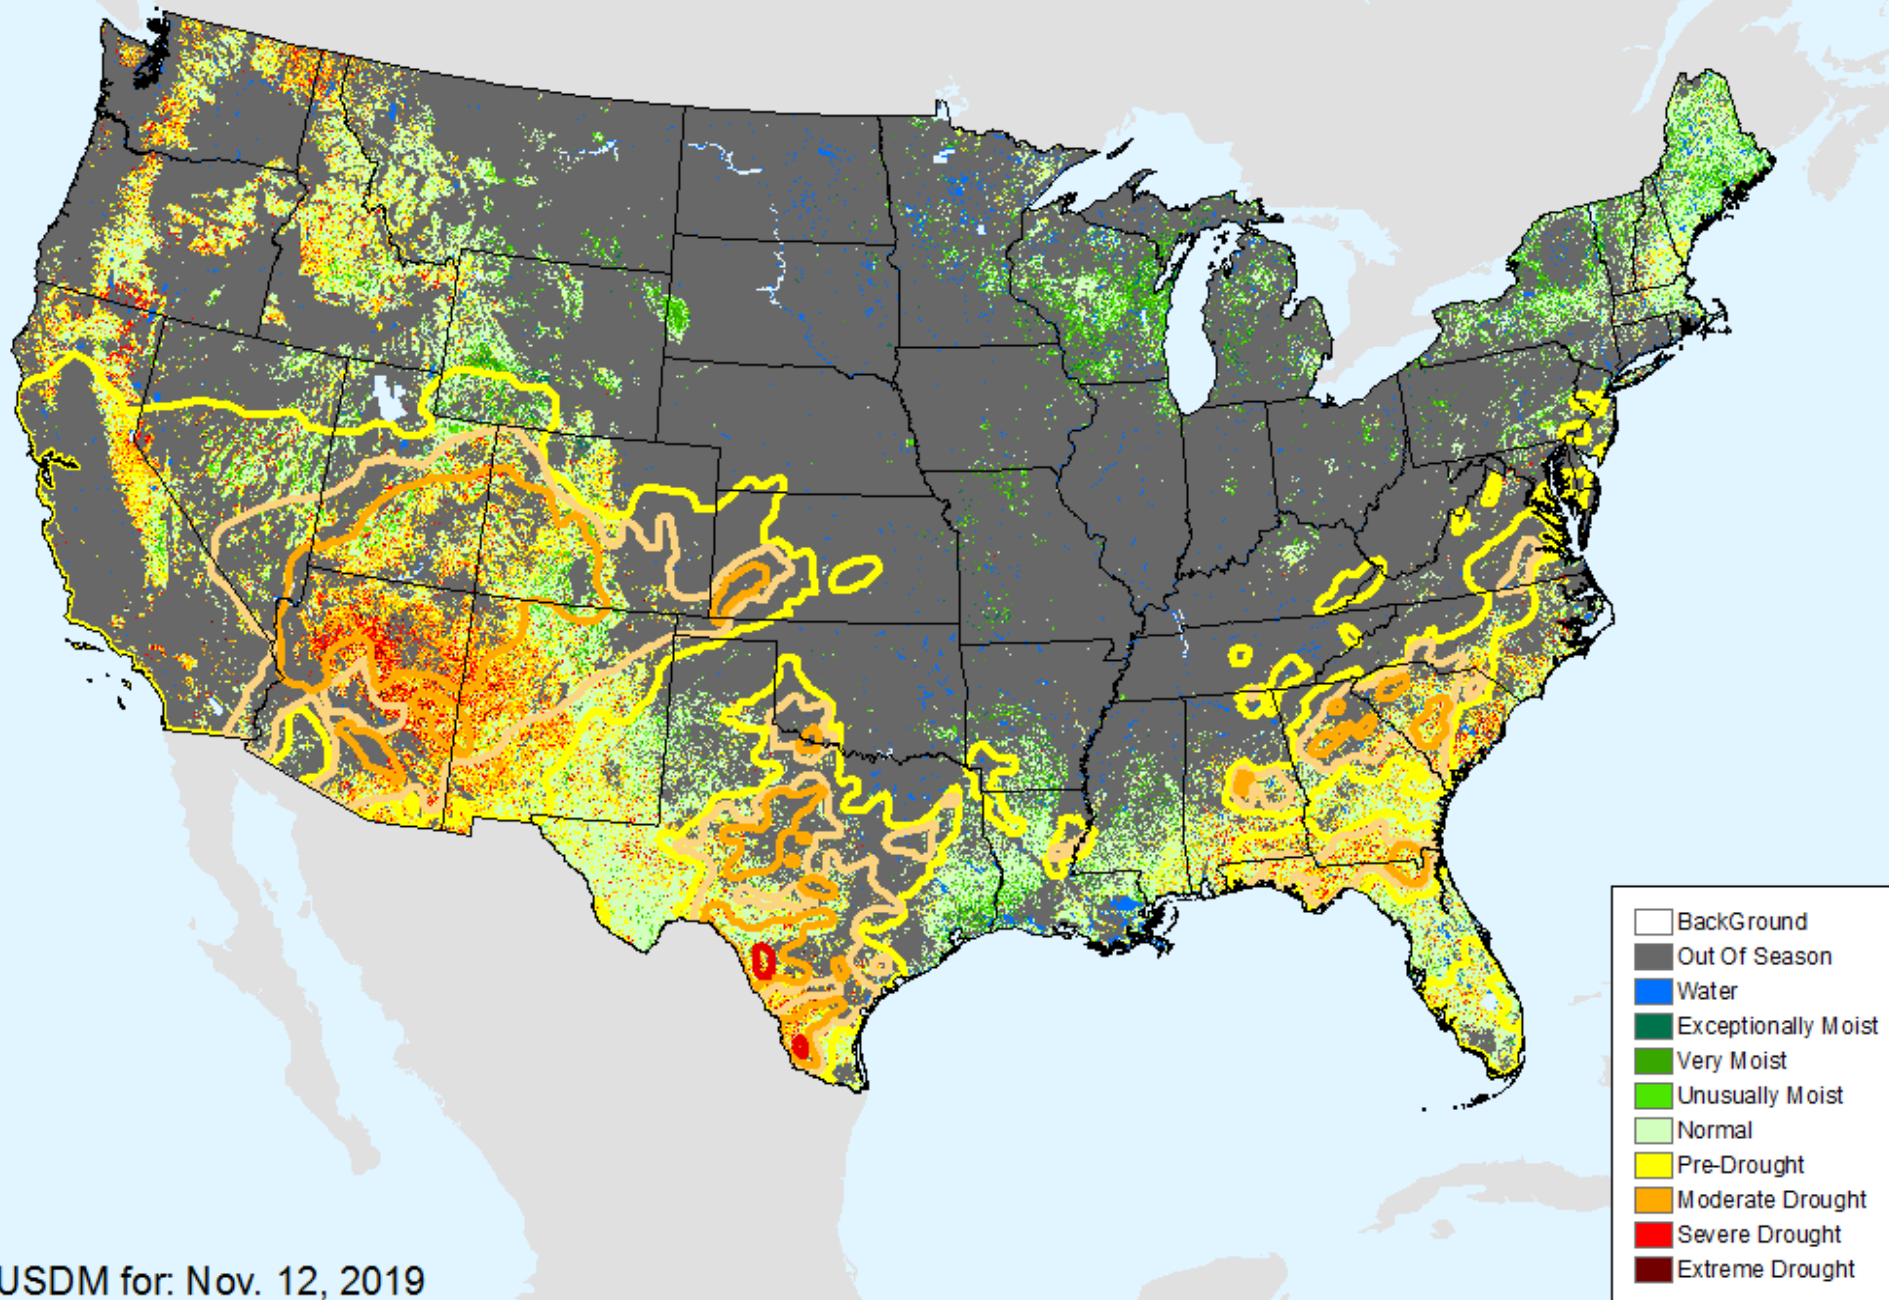 BackGround
Out Of Season
Water
Exceptionally Moist
Very Moist
Unusually Moist
Normal
Pre-Drought
Moderate Drought
Severe Drought
Extreme Drought
USDM for: Nov. 12, 2019